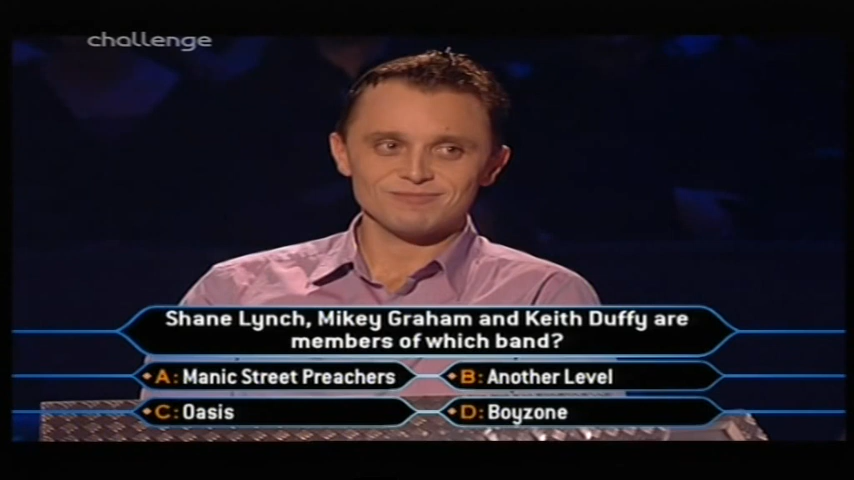 challenge
Shane Lynch, Mikey Graham and Keith Duffy are
members of which band?
A: Manic Street Preachers
B: Another Level
C: Oasis
D: Boyzone